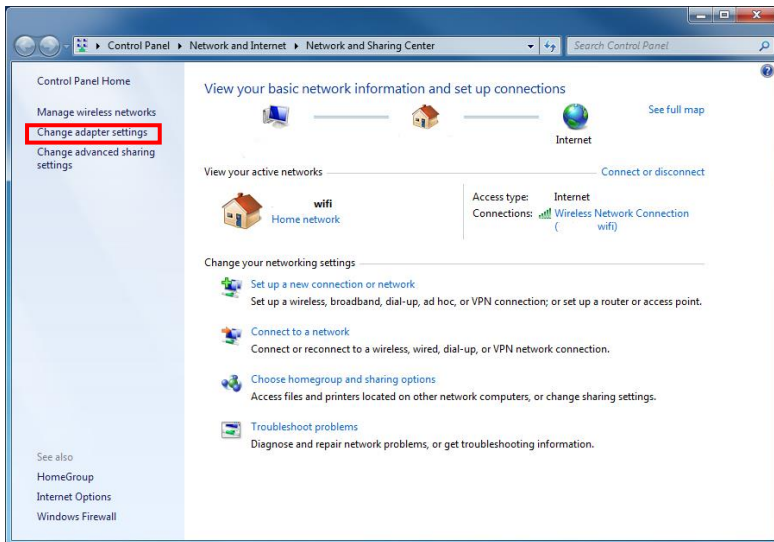 Control Panel ▸ Network and Internet ▸ Network and Sharing Center
Search Control Panel
Control Panel Home
Manage wireless networks
Change adapter settings
Change advanced sharing
settings
See also
HomeGroup
Internet Options
Windows Firewall
View your basic network information and set up connections
See full map
Internet
View your active networks
Connect or disconnect
wifi
Home network
Access type: Internet
Connections: Wireless Network Connection
( wifi)
Change your networking settings
Set up a new connection or network
Set up a wireless, broadband, dial-up, ad hoc, or VPN connection; or set up a router or access point.
Connect to a network
Connect or reconnect to a wireless, wired, dial-up, or VPN network connection.
Choose homegroup and sharing options
Access files and printers located on other network computers, or change sharing settings.
Troubleshoot problems
Diagnose and repair network problems, or get troubleshooting information.